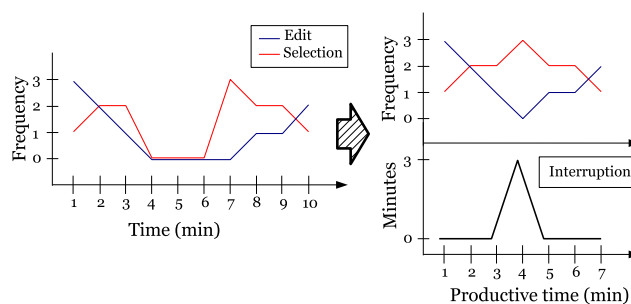 Edit
Selection
Frequency
3
2
1
0
1 2 3 4 5 6 7 8 9 10
Time (min)
Frequency
3
2
1
0
Minutes
3
0
Interruption
1 2 3 4 5 6 7
Productive time (min)